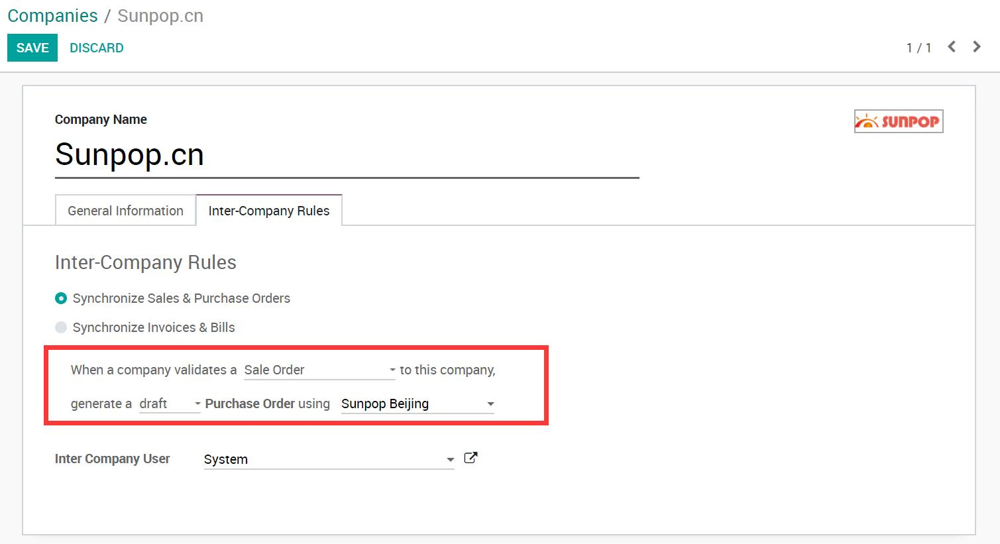 Companies / Sunpop.cn
SAVE DISCARD 1 / 1
Company Name
SUNPOP
Sunpop.cn
General Information Inter-Company Rules
Inter-Company Rules
Synchronize Sales & Purchase Orders
Synchronize Invoices & Bills
When a company validates a Sale Order to this company,
generate a draft Purchase Order using Sunpop Beijing
Inter Company User System